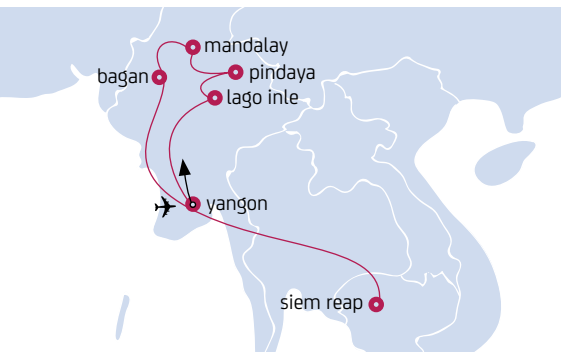 mandalay
bagan
pindaya
lago inle
yangon
siem reap